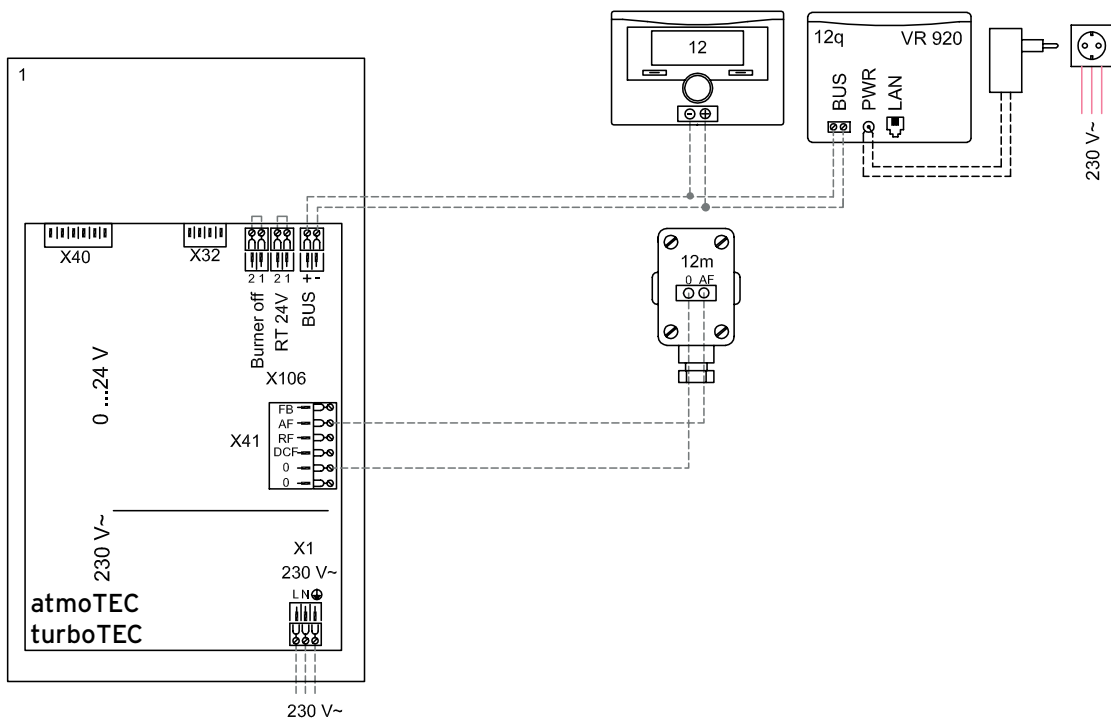 1
12
12q VR 920
BUS
PWR
LAN
230 V~
X40
X32
2 1
2 1
+ -
Burner off
RT 24V
BUS
12m
0 AF
0 ...24 V
X106
X41
FB
AF
RF
DCF
0
0
230 V~
X1
230 V~
L N
atmoTEC
turboTEC
230 V~